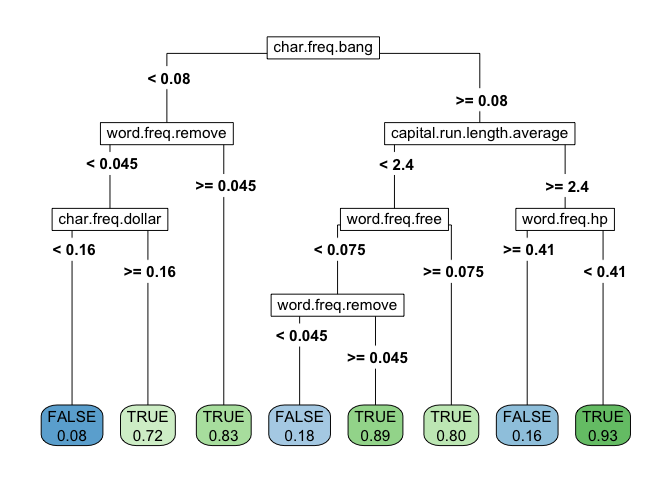 char.freq.bang
< 0.08
>= 0.08
word.freq.remove
capital.run.length.average
< 0.045
>= 0.045
< 2.4
>= 2.4
char.freq.dollar
word.freq.free
word.freq.hp
< 0.16
>= 0.16
< 0.075
>= 0.075
>= 0.41
< 0.41
word.freq.remove
< 0.045
>= 0.045
FALSE
0.08
TRUE
0.72
TRUE
0.83
FALSE
0.18
TRUE
0.89
TRUE
0.80
FALSE
0.16
TRUE
0.93